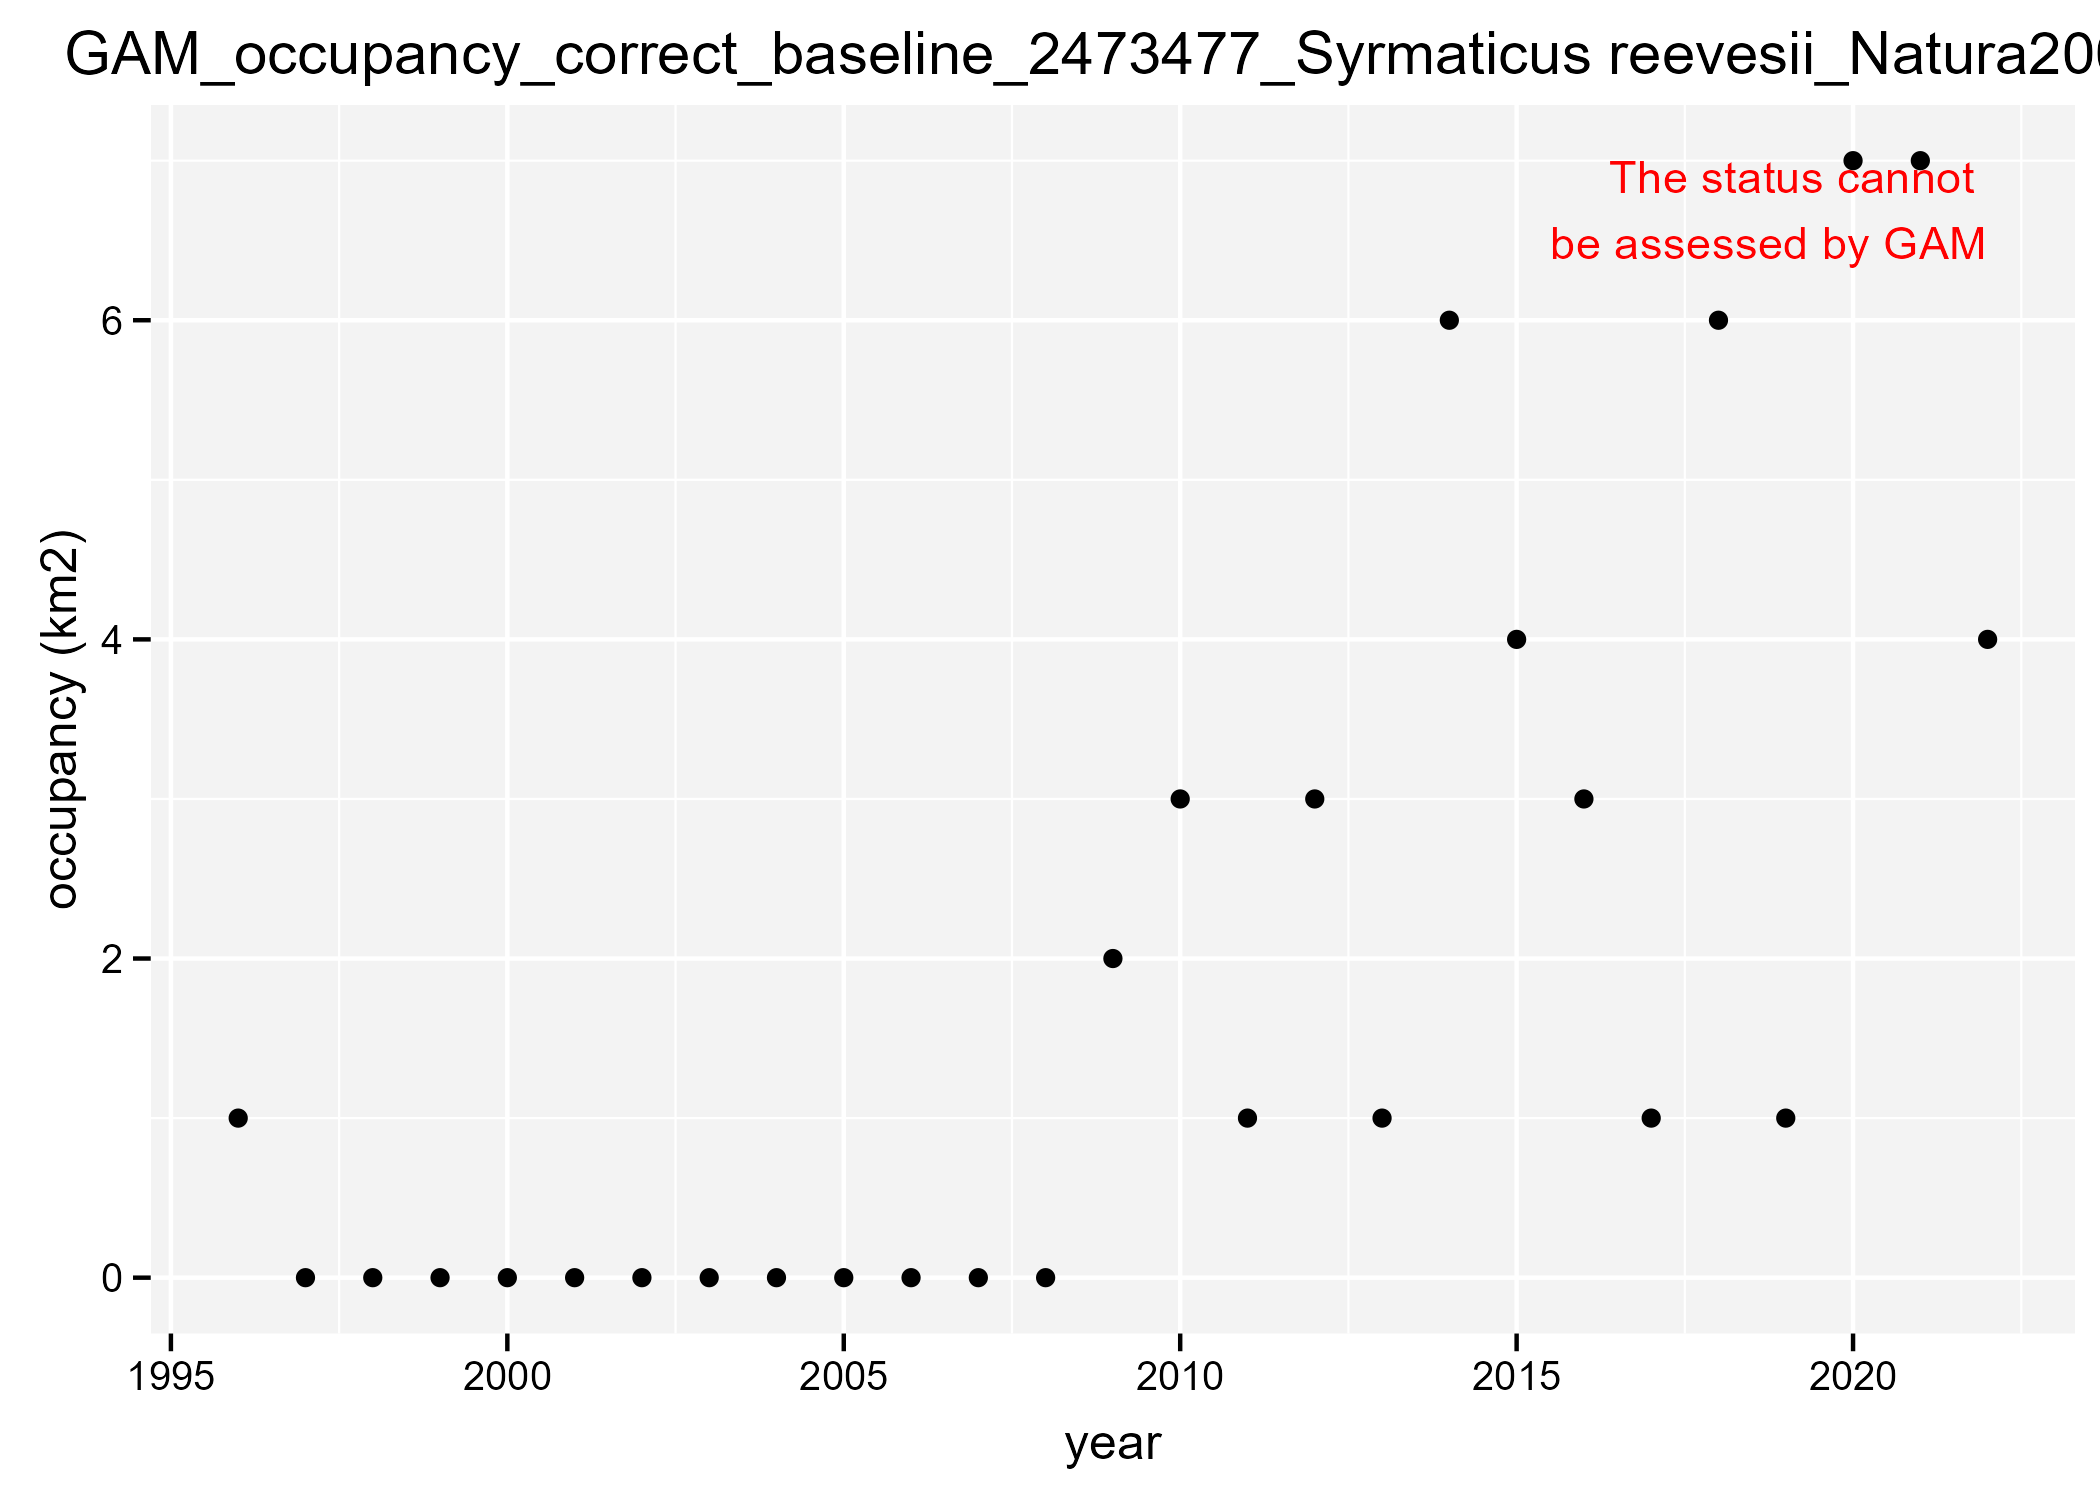 GAM_occupancy_correct_baseline_2473477_Syrmaticus reevesii_Natura20
The status cannot
be assessed by GAM
occupancy (km2)
6
4
2
0
1995 2000 2005 2010 2015 2020
year